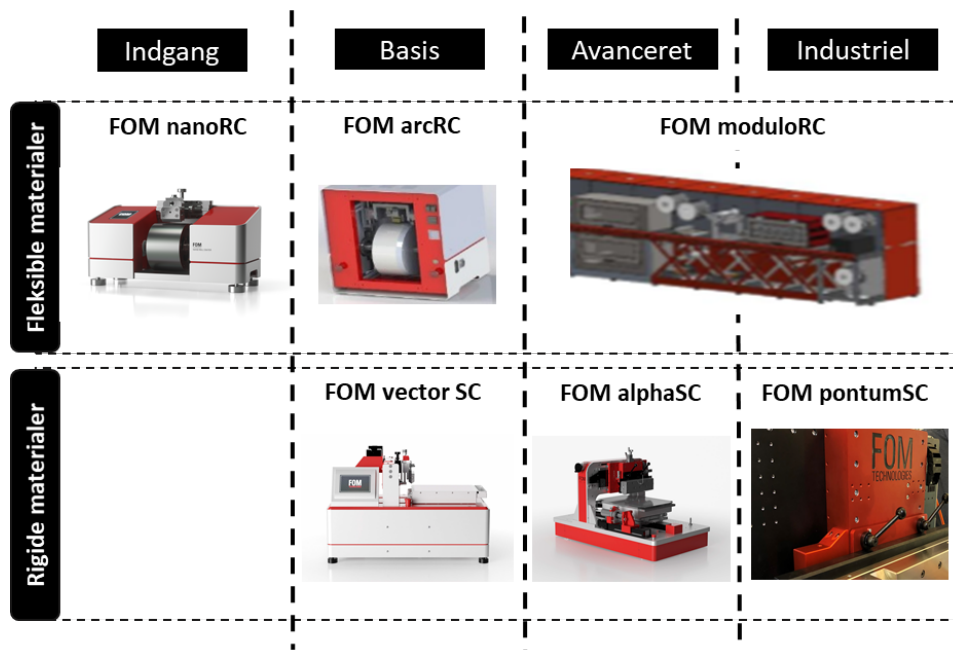 Indgang
Basis
Avanceret
Industriel
Fleksible materialer
FOM nanoRC
FOM arcRC
FOM moduloRC
FOM
Rigide materialer
FOM vector SC
FOM alphaSC
FOM pontumSC
FOM
FOM
TECHNOLOGIES